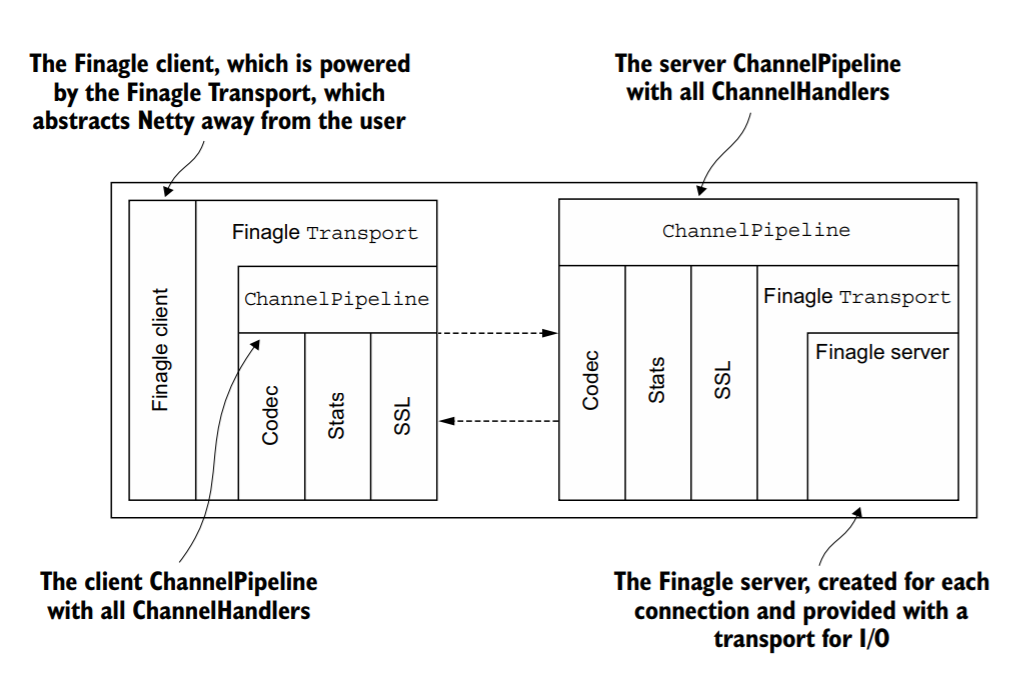 The Finagle client, which is powered
by the Finagle Transport, which
abstracts Netty away from the user
The server ChannelPipeline
with all ChannelHandlers
Finagle client
Finagle Transport
ChannelPipeline
Codec
Stats
SSL
ChannelPipeline
Codec
Stats
SSL
Finagle Transport
Finagle server
The client ChannelPipeline
with all ChannelHandlers
The Finagle server, created for each
connection and provided with a
transport for I/O